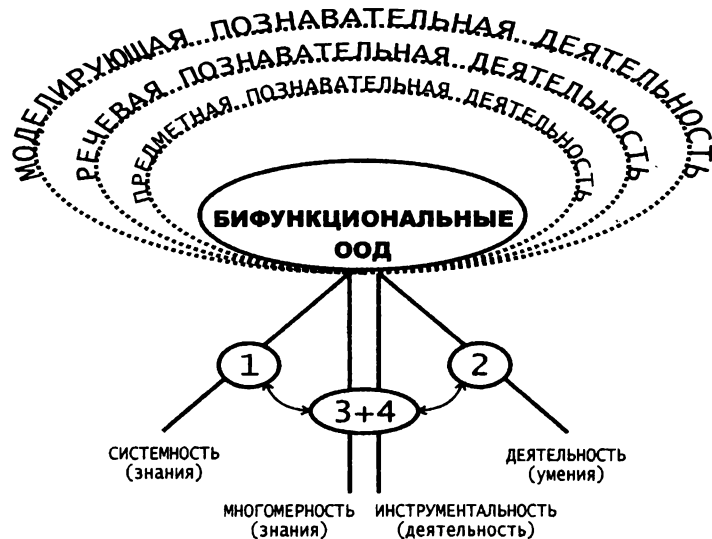 МОДЕЛИРУЮЩАЯ ПОЗНАВАТЕЛЬНАЯ ДЕЯТЕЛЬНОСТЬ
РЕЧЕВАЯ ПОЗНАВАТЕЛЬНАЯ ДЕЯТЕЛЬНОСТЬ
ПРЕДМЕТНАЯ ПОЗНАВАТЕЛЬНАЯ ДЕЯТЕЛЬНОСТЬ
БИФУНКЦИОНАЛЬНЫЕ
ООД
1
2
3+4
СИСТЕМНОСТЬ
(знания)
ДЕЯТЕЛЬНОСТЬ
(умения)
МНОГОМЕРНОСТЬ
(знания)
ИНСТРУМЕНТАЛЬНОСТЬ
(деятельность)